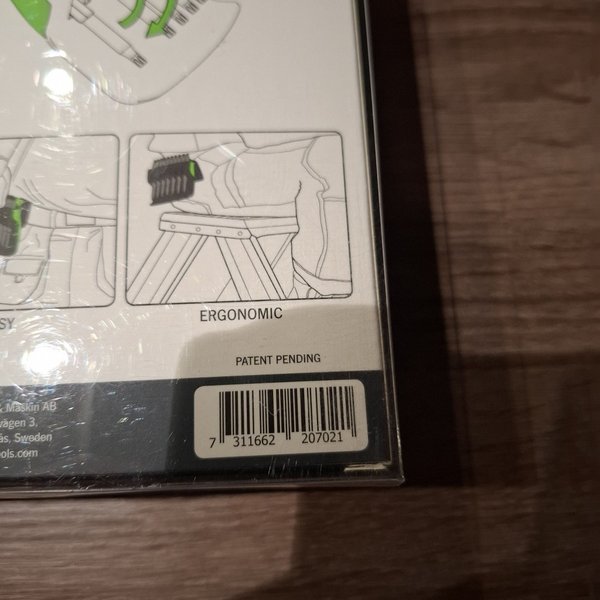 SY
ERGONOMIC
PATENT PENDING
& Maskin AB
vägen 3,
ås, Sweden
ols.com
7 311662 207021